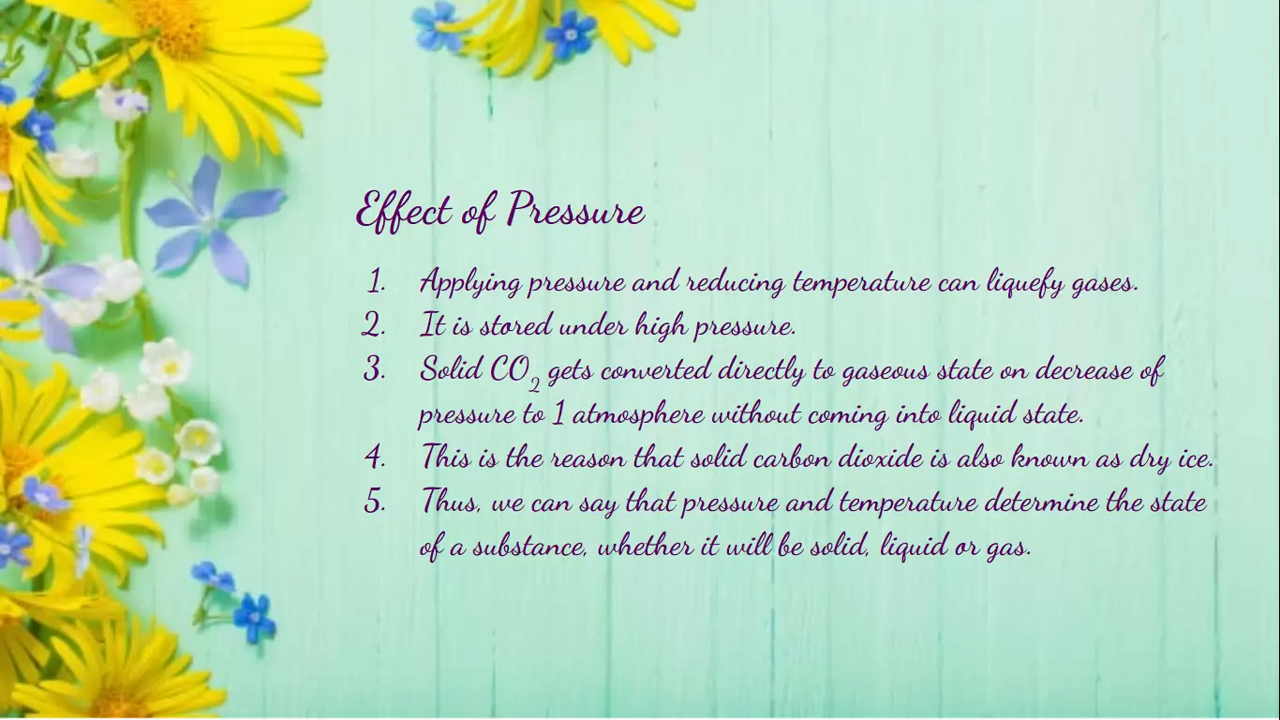 Effect of Pressure
1. Applying pressure and reducing temperature can liquefy gases.
2. It is stored under high pressure.
3. Solid CO₂ gets converted directly to gaseous state on decrease of
pressure to 1 atmosphere without coming into liquid state.
4. This is the reason that solid carbon dioxide is also known as dry ice.
5. Thus, we can say that pressure and temperature determine the state
of a substance, whether it will be solid, liquid or gas.